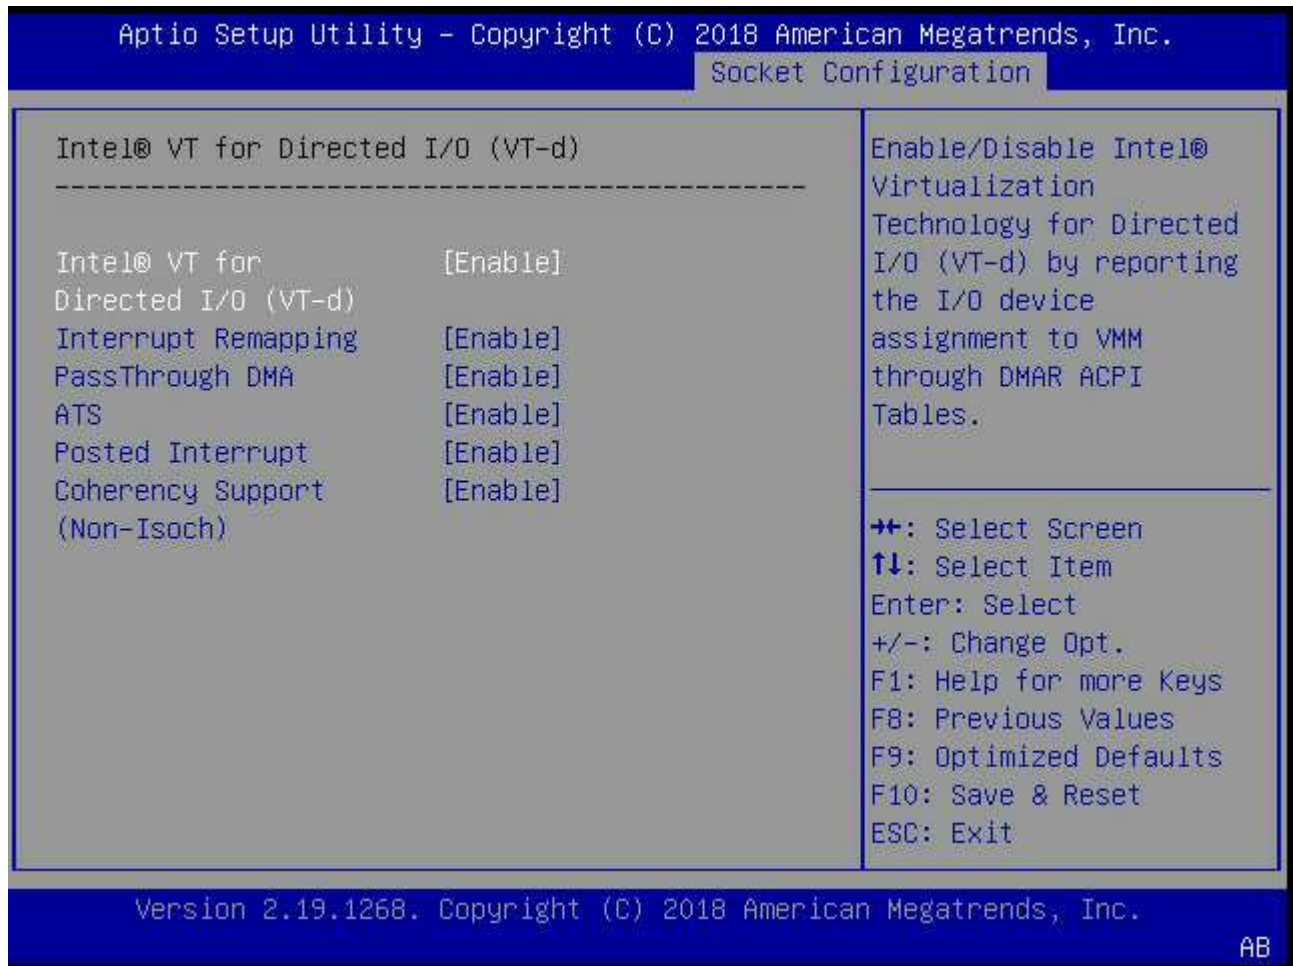 Aptio Setup Utility – Copyright (C) 2018 American Megatrends, Inc.
Socket Configuration
Intel® VT for Directed I/O (VT-d)
-----------------------------------------------
Intel® VT for [Enable]
Directed I/O (VT-d)
Interrupt Remapping [Enable]
PassThrough DMA [Enable]
ATS [Enable]
Posted Interrupt [Enable]
Coherency Support [Enable]
(Non-Isoch)
Enable/Disable Intel®
Virtualization
Technology for Directed
I/O (VT-d) by reporting
the I/O device
assignment to VMM
through DMAR ACPI
Tables.
→←: Select Screen
↑↓: Select Item
Enter: Select
+/-: Change Opt.
F1: Help for more Keys
F8: Previous Values
F9: Optimized Defaults
F10: Save & Reset
ESC: Exit
Version 2.19.1268. Copyright (C) 2018 American Megatrends, Inc.
AB